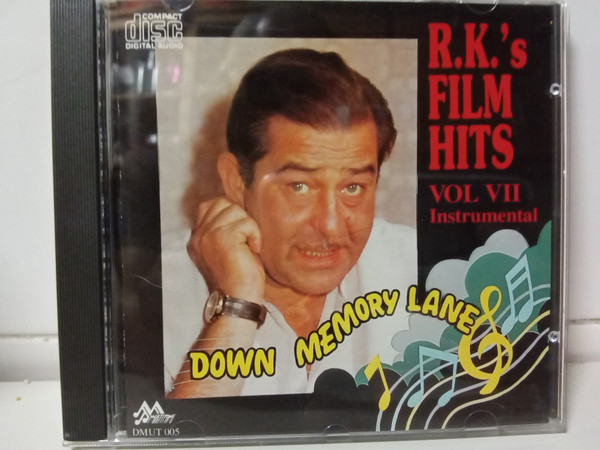 COMPACT
disc
DIGITAL AUDIO
R.K.'s
FILM
HITS
VOL VII
Instrumental
DOWN MEMORY LANE
DMUT 005